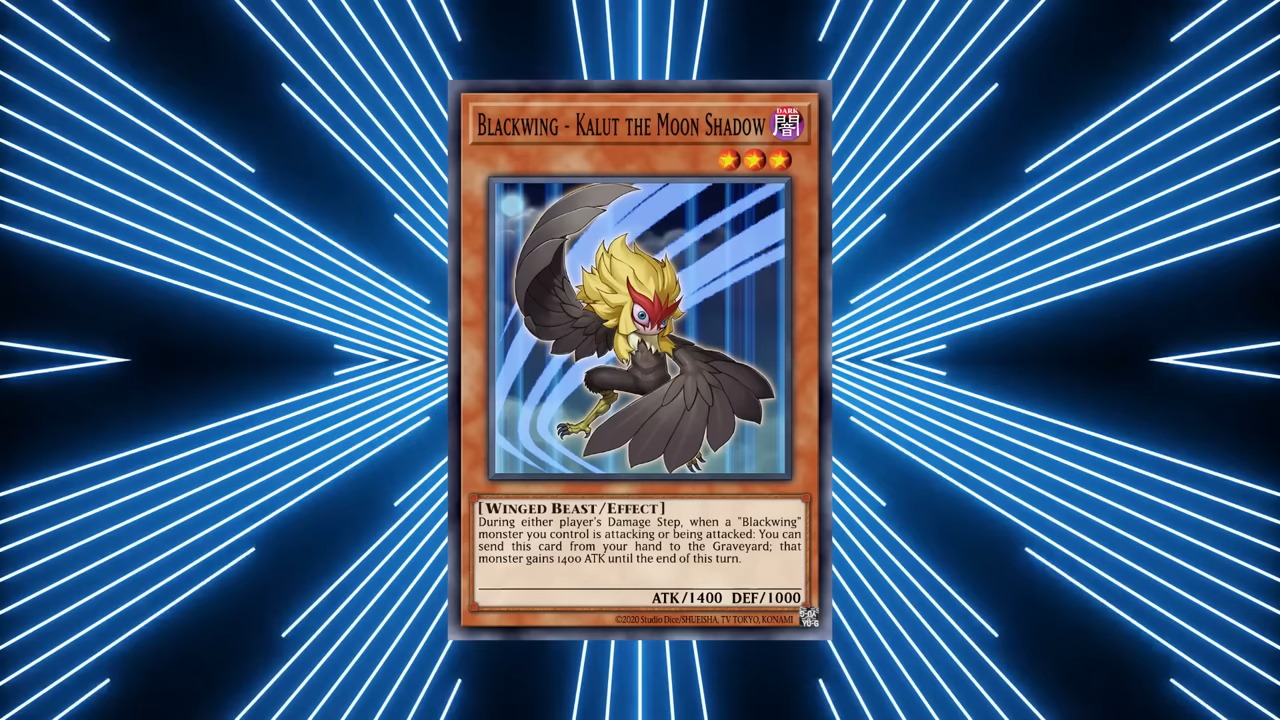 BLACKWING - KALUT THE MOON SHADOW
DARK
闇
[WINGED BEAST/EFFECT]
During either player's Damage Step, when a "Blackwing"
monster you control is attacking or being attacked: You can
send this card from your hand to the Graveyard; that
monster gains 1400 ATK until the end of this turn.
ATK/1400 DEF/1000
©2020 Studio Dice/SHUEISHA, TV TOKYO, KONAMI